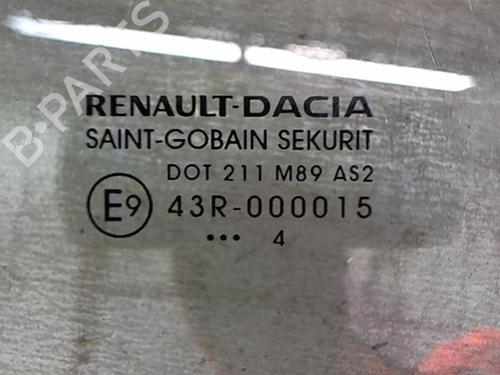 B-PARTS
RENAULT-DACIA
SAINT-GOBAIN SEKURIT
DOT 211 M89 AS2
E9 43R-000015
••• 4